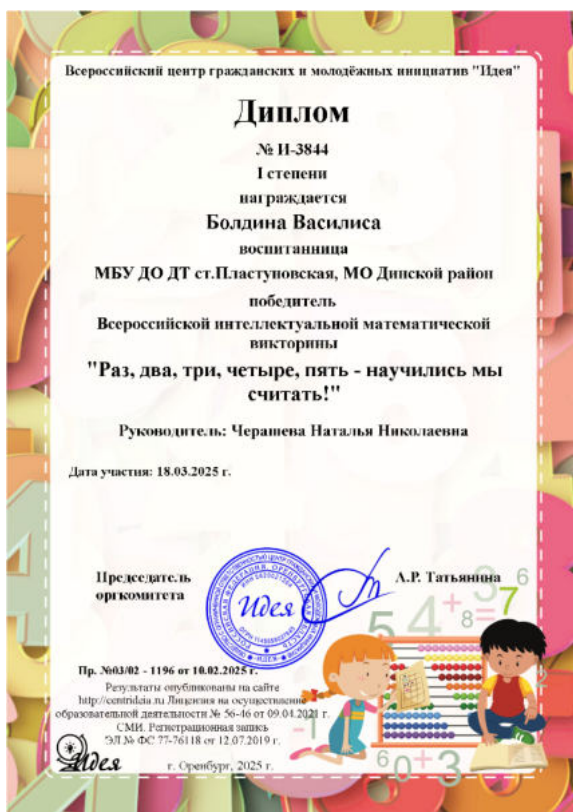 Всероссийский центр гражданских и молодёжных инициатив "Идея"
Диплом
№ И-3844
I степени
награждается
Болдина Василиса
воспитанница
МБУ ДО ДТ ст.Пластуновская, МО Динской район
победитель
Всероссийской интеллектуальной математической
викторины
"Раз, два, три, четыре, пять - научились мы
считать!"
Руководитель: Черашева Наталья Николаевна
Дата участия: 18.03.2025 г.
Председатель
оргкомитета
А.Р. Татьянина
Идея
Пр. №03/02 - 1196 от 10.02.2025 г.
Результаты опубликованы на сайте
http://centrideia.ru Лицензия на осуществление
образовательной деятельности № 56-46 от 09.04.2021 г.
СМИ. Регистрационная запись
ЭЛ № ФС 77-76118 от 12.07.2019 г.
Идея
г. Оренбург, 2025 г.